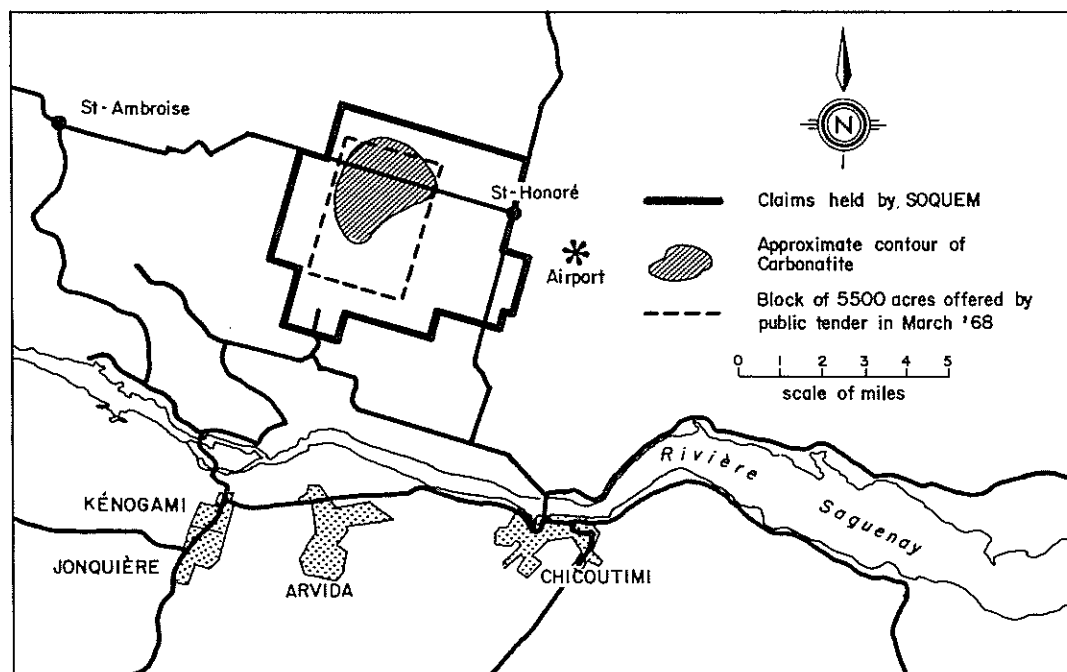 St-Ambroise
St-Honoré
Airport
N
Claims held by SOQUEM
Approximate contour of
Carbonatite
Block of 5500 acres offered by
public tender in March '68
0 1 2 3 4 5
scale of miles
Rivière
Saguenay
KÉNOGAMI
JONQUIÈRE
ARVIDA
CHICOUTIMI